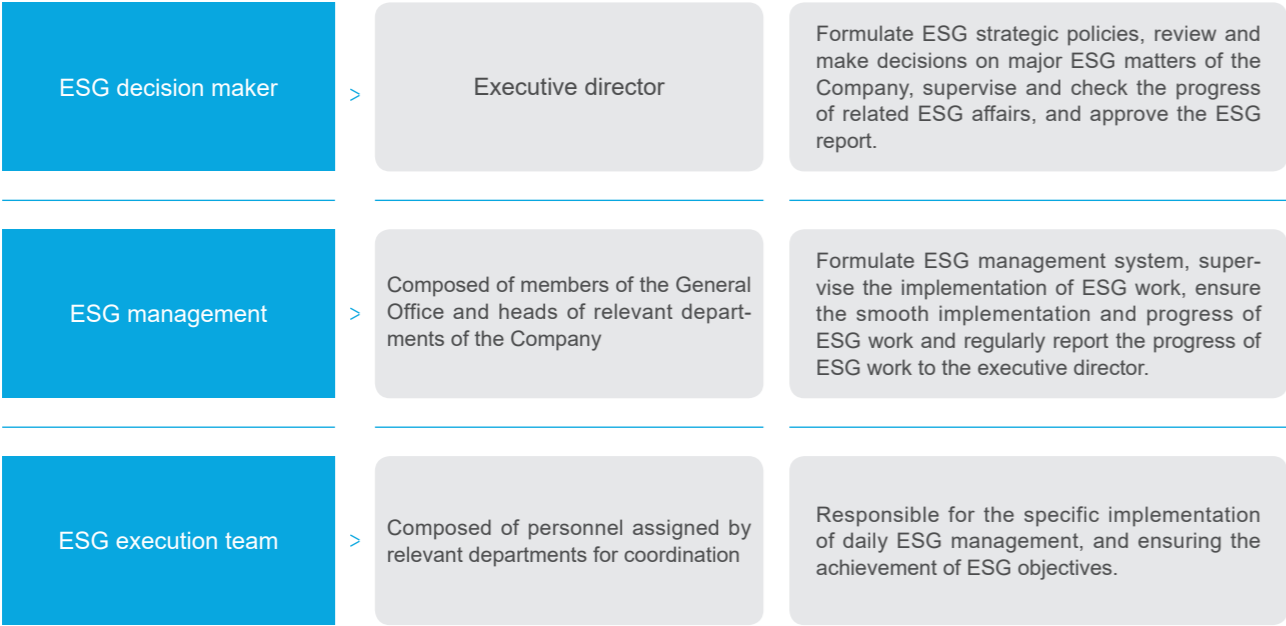 ESG decision maker
>
Executive director
Formulate ESG strategic policies, review and
make decisions on major ESG matters of the
Company, supervise and check the progress
of related ESG affairs, and approve the ESG
report.
ESG management
>
Composed of members of the General
Office and heads of relevant depart-
ments of the Company
Formulate ESG management system, super-
vise the implementation of ESG work, ensure
the smooth implementation and progress of
ESG work and regularly report the progress of
ESG work to the executive director.
ESG execution team
>
Composed of personnel assigned by
relevant departments for coordination
Responsible for the specific implementation
of daily ESG management, and ensuring the
achievement of ESG objectives.